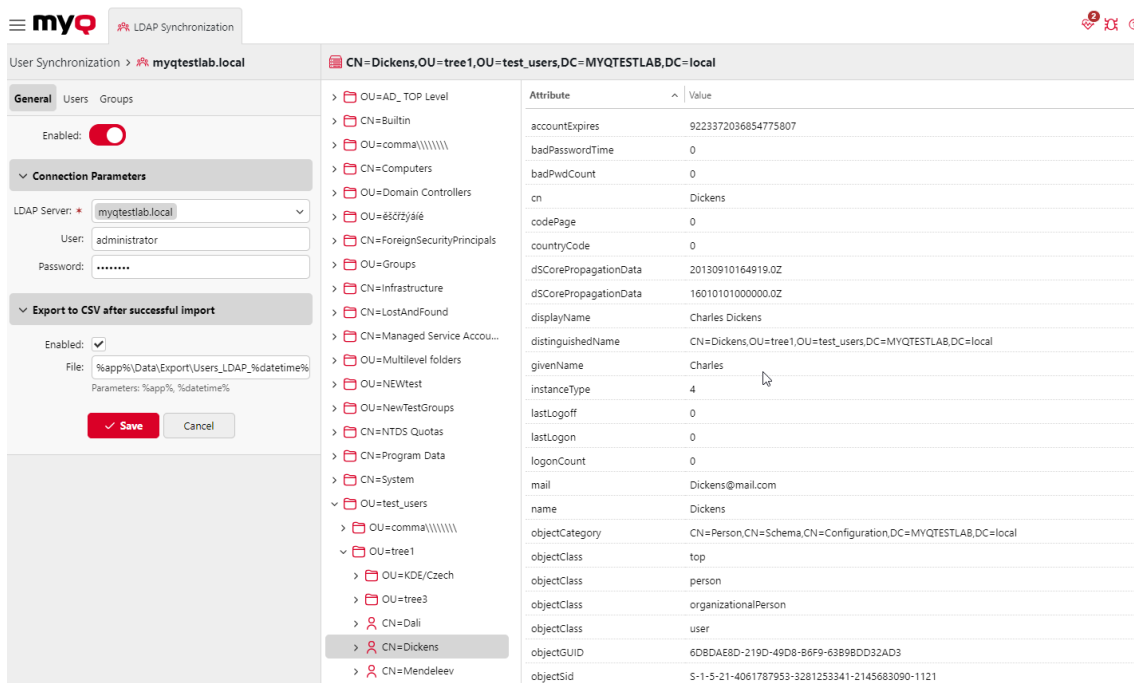 myQ
LDAP Synchronization
2
User Synchronization > myqtestlab.local
General Users Groups
Enabled:
Connection Parameters
LDAP Server: * myqtestlab.local
User: administrator
Password: ••••••••
Export to CSV after successful import
Enabled:
File: %app%\Data\Export\Users_LDAP_%datetime%
Parameters: %app%, %datetime%
Save Cancel
CN=Dickens,OU=tree1,OU=test_users,DC=MYQTESTLAB,DC=local
OU=AD_ TOP Level
CN=Builtin
OU=comma\\\\\\\\
CN=Computers
OU=Domain Controllers
OU=ěščřžýáíé
CN=ForeignSecurityPrincipals
OU=Groups
CN=Infrastructure
CN=LostAndFound
CN=Managed Service Accou...
OU=Multilevel folders
OU=NEWtest
OU=NewTestGroups
CN=NTDS Quotas
CN=Program Data
CN=System
OU=test_users
OU=comma\\\\\\\\
OU=tree1
OU=KDE/Czech
OU=tree3
CN=Dali
CN=Dickens
CN=Mendeleev
Attribute Value
accountExpires 9223372036854775807
badPasswordTime 0
badPwdCount 0
cn Dickens
codePage 0
countryCode 0
dSCorePropagationData 20130910164919.0Z
dSCorePropagationData 16010101000000.0Z
displayName Charles Dickens
distinguishedName CN=Dickens,OU=tree1,OU=test_users,DC=MYQTESTLAB,DC=local
givenName Charles
instanceType 4
lastLogoff 0
lastLogon 0
logonCount 0
mail Dickens@mail.com
name Dickens
objectCategory CN=Person,CN=Schema,CN=Configuration,DC=MYQTESTLAB,DC=local
objectClass top
objectClass person
objectClass organizationalPerson
objectClass user
objectGUID 6DBDAE8D-219D-49D8-B6F9-63B9BDD32AD3
objectSid S-1-5-21-4061787953-3281253341-2145683090-1121